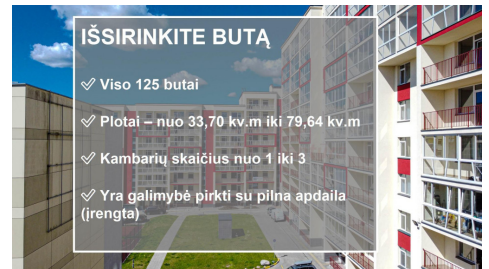 IŠSIRINKITE BUTĄ
✓ Viso 125 butai
✓ Plotai – nuo 33,70 kv.m iki 79,64 kv.m
✓ Kambarių skaičius nuo 1 iki 3
✓ Yra galimybė pirkti su pilna apdaila
(įrengta)